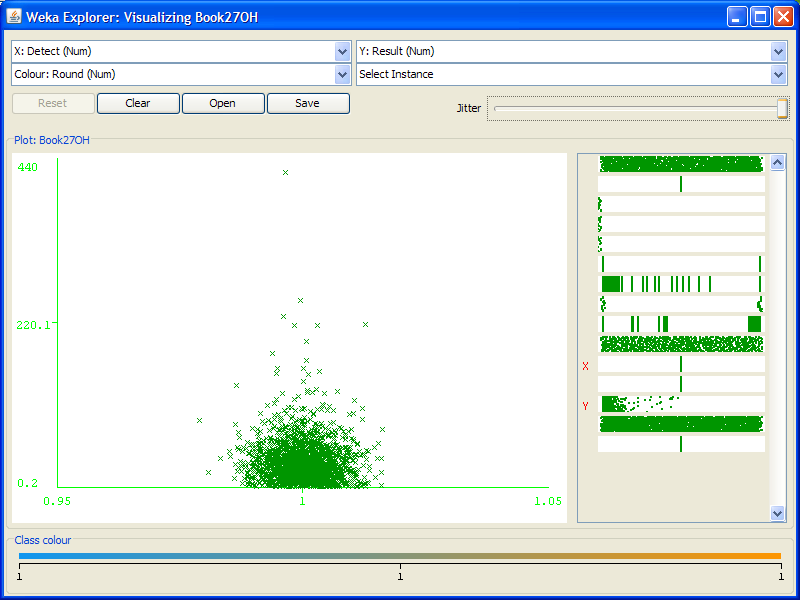 Weka Explorer: Visualizing Book27OH
X: Detect (Num)
Y: Result (Num)
Colour: Round (Num)
Select Instance
Reset
Clear
Open
Save
Jitter
Plot: Book27OH
440
220.1
0.2
0.95
1
1.05
X
Y
Class colour
1
1
1